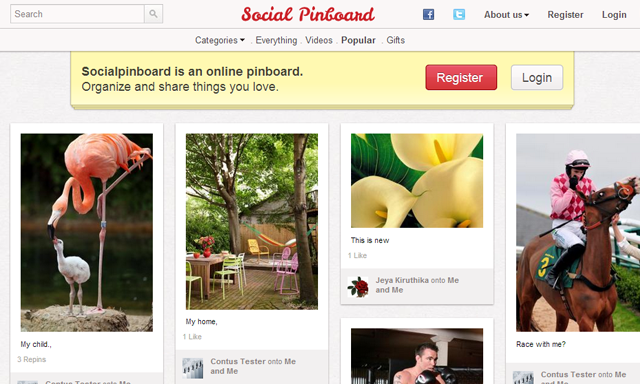 Search
Social Pinboard
About us
Register
Login
Categories . Everything . Videos . Popular . Gifts
Socialpinboard is an online pinboard.
Organize and share things you love.
Register
Login
My child.,
3 Repins
My home,
1 Like
Contus Tester onto Me
and Me
This is new
1 Like
Jeya Kiruthika onto Me
and Me
Race with me?
Contus Tester onto Me
and Me